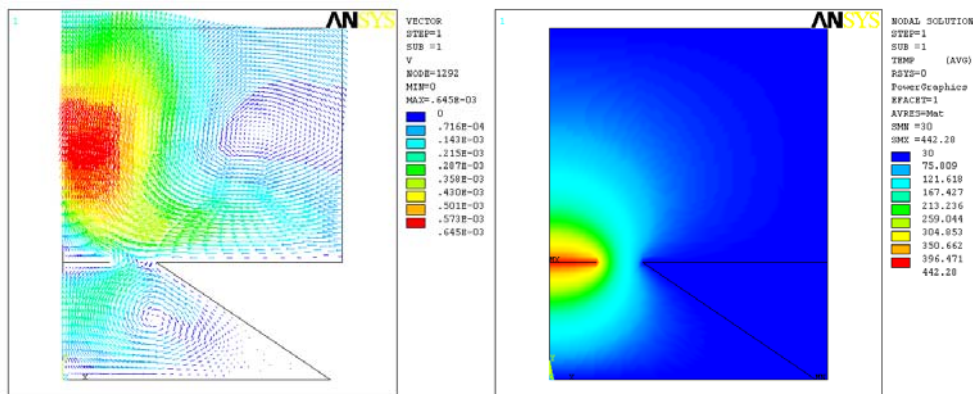 1
ANSYS
VECTOR
STEP=1
SUB =1
V
NODE=1292
MIN=0
MAX=.645E-03
0
.716E-04
.143E-03
.215E-03
.287E-03
.358E-03
.430E-03
.501E-03
.573E-03
.645E-03
Y
X
1
ANSYS
NODAL SOLUTION
STEP=1
SUB =1
TEMP (AVG)
RSYS=0
PowerGraphics
EFACET=1
AVRES=Mat
SMN =30
SMX =442.28
30
75.809
121.618
167.427
213.236
259.044
304.853
350.662
396.471
442.28
MX